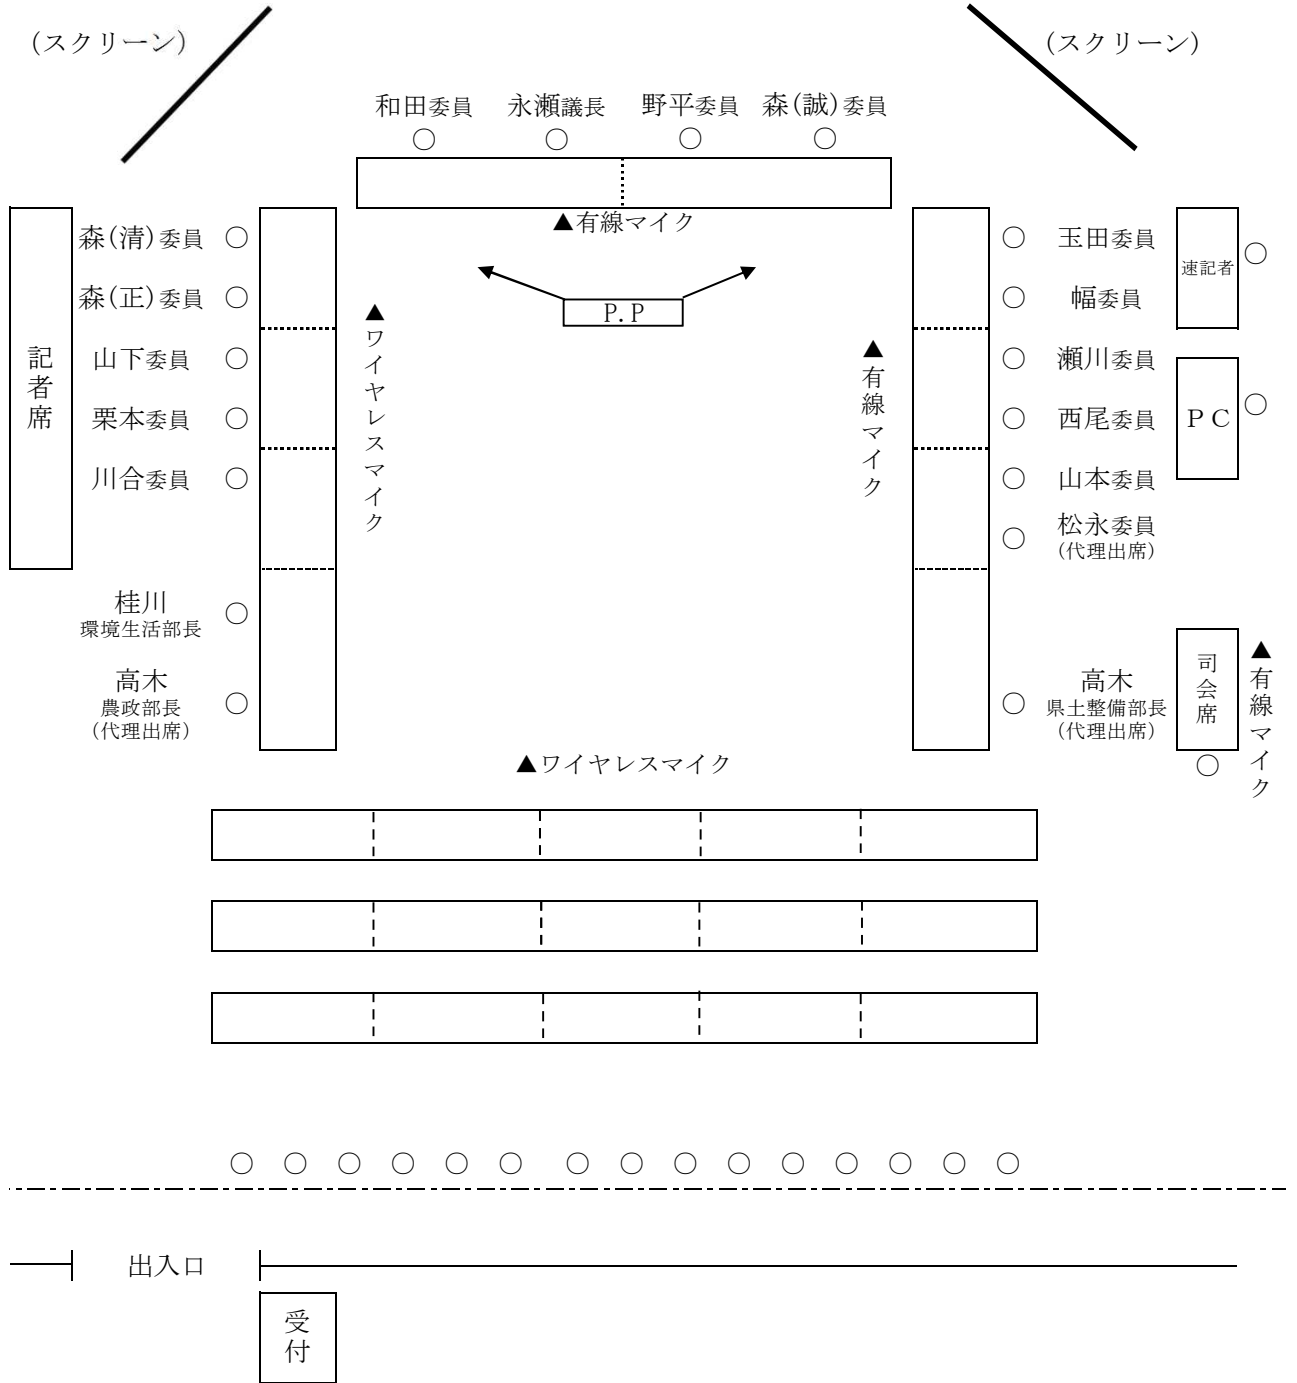 (スクリーン)
(スクリーン)
和田委員 永瀬議長 野平委員 森(誠)委員
▲有線マイク
P.P
記者席
森(清)委員
森(正)委員
山下委員
栗本委員
川合委員
桂川
環境生活部長
高木
農政部長
(代理出席)
▲ワイヤレスマイク
▲有線マイク
玉田委員
幅委員
瀬川委員
西尾委員
山本委員
松永委員
(代理出席)
高木
県土整備部長
(代理出席)
速記者
PC
司会席
▲有線マイク
▲ワイヤレスマイク
出入口
受付